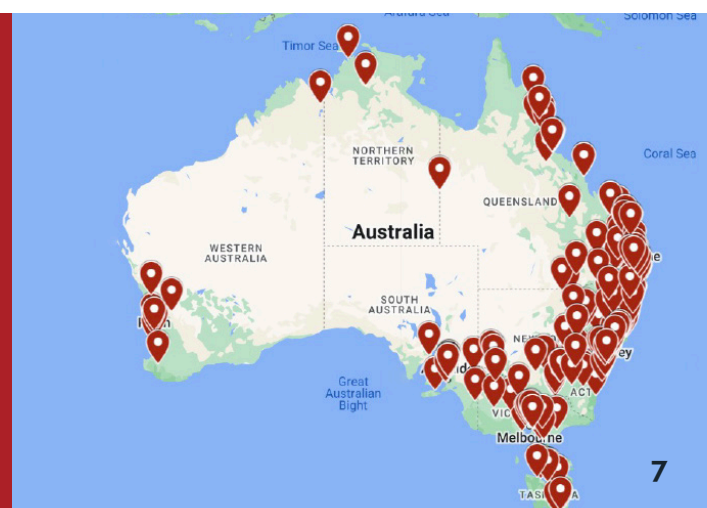 Solomon Sea
Timor Sea
Coral Sea
NORTHERN
TERRITORY
QUEENSLAND
Australia
WESTERN
AUSTRALIA
SOUTH
AUSTRALIA
Great
Australian
Bight
ACT
VIC
Melbourne
7